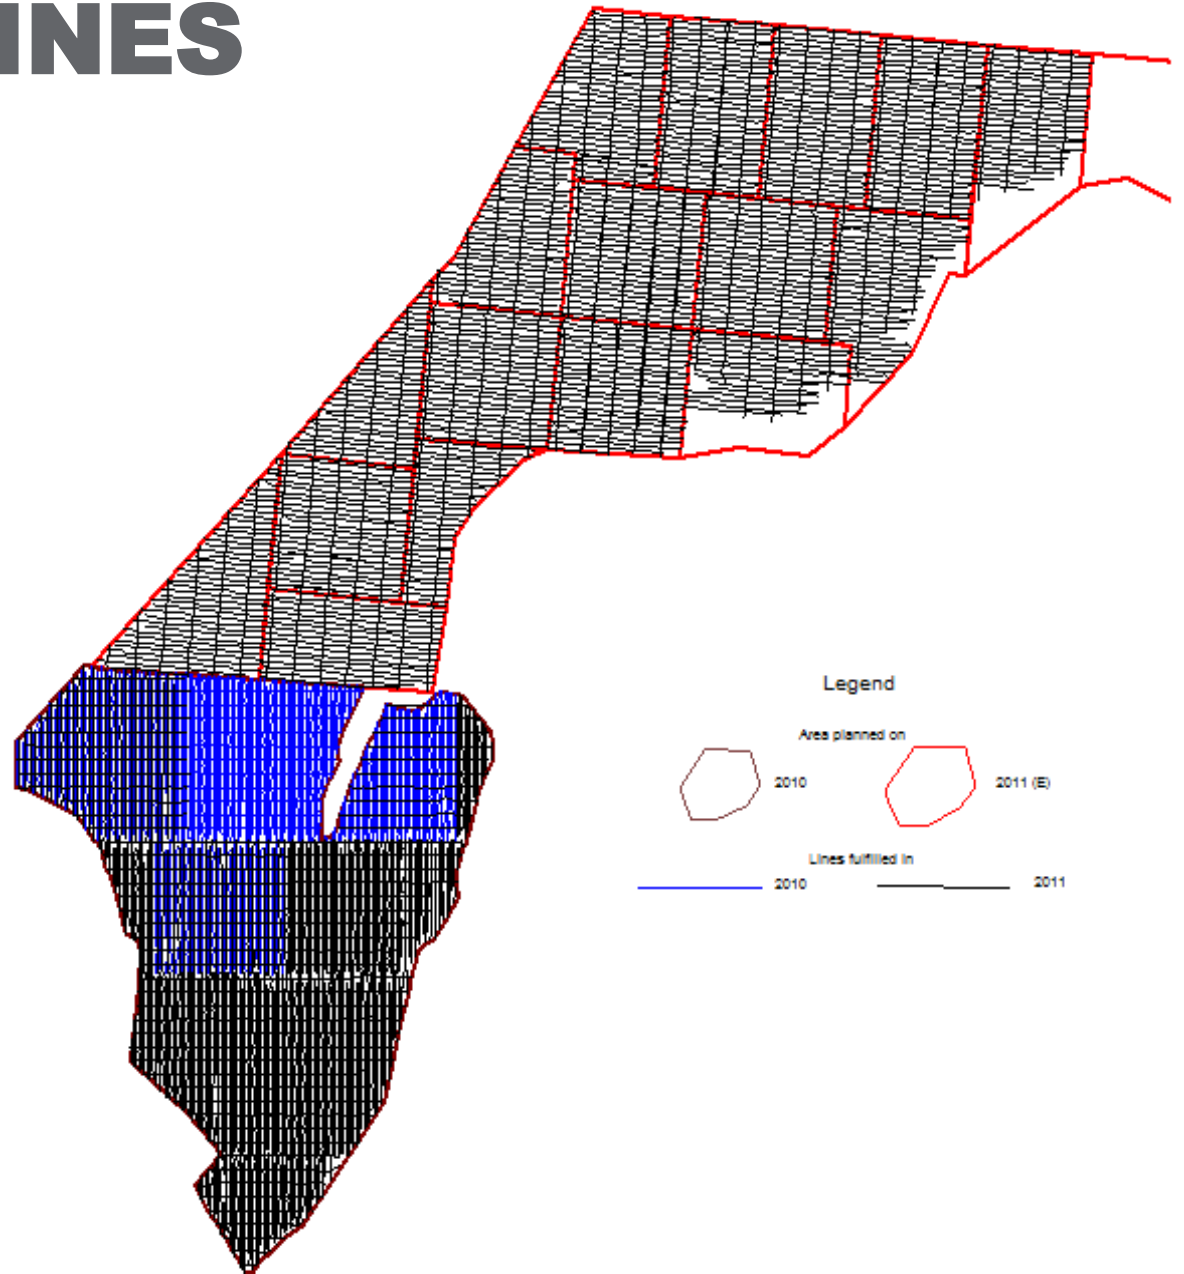 INES
Legend
Area planned on
2010
2011 (E)
Lines fulfilled in
2010
2011